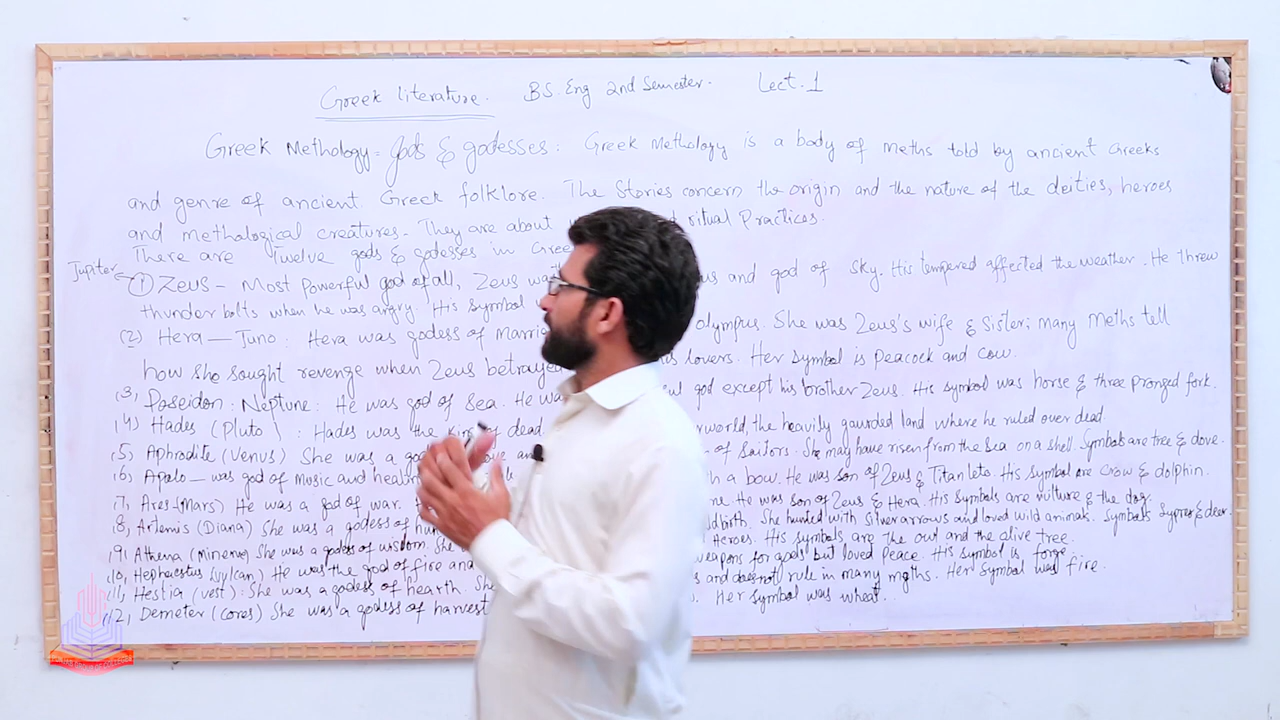 Greek Literature. BS. Eng 2nd Semester. Lect. 1
Greek Methology = gods & godesses: Greek Methology is a body of meths told by ancient Greeks
and genre of ancient Greek folklore. The Stories concern the origin and the nature of the deities, heroes
and methological creatures. They are about ritual Practices.
There are Twelve gods & godesses in
Jupiter
① Zeus - Most powerful god of all, Zeus and god of sky. His tempered affected the weather. He threw
thunder bolts when he was angry. His symbol
(2) Hera — Juno: Hera was godess of olympus. She was Zeus's wife & Sister; many Meths tell
how she sought revenge when Zeus betrayed lovers. Her symbol is Peacock and cow.
(3) Poseidon: Neptune: He was god of sea. He god except his brother Zeus. His symbol was horse & three pronged fork.
(4) Hades (Pluto): Hades was the king of dead the heavily gaurded land where he ruled over dead
(5) Aphrodite (Venus) She was a of Sailors. She may have risen from the sea on a shell. Symbols are tree & dove.
(6) Apalo — was god of Music and a bow. He was son of Zeus & Titan leto. His symbol are crow & dolphin.
(7) Ares-(Mars) He was a god of war. He was son of Zeus & Hera. His symbols are vulture & the dog.
(8) Artemis (Diana) She was a godess of She hunted with silver arrows and loved wild animals. Symbols Sypres & deer.
(9) Athena (Minerva) She was a godess of wisdom. She His symbols are the owl and the alive tree.
(10) Hephaestus (vulcan) He was the god of fire and weapons for gods but loved peace. His symbol is forge.
(11) Hestia (vest): She was a godess of hearth. and does not rule in many myths. Her symbol was fire.
(12) Demeter (cores) She was a godess of harvest Her symbol was wheat.